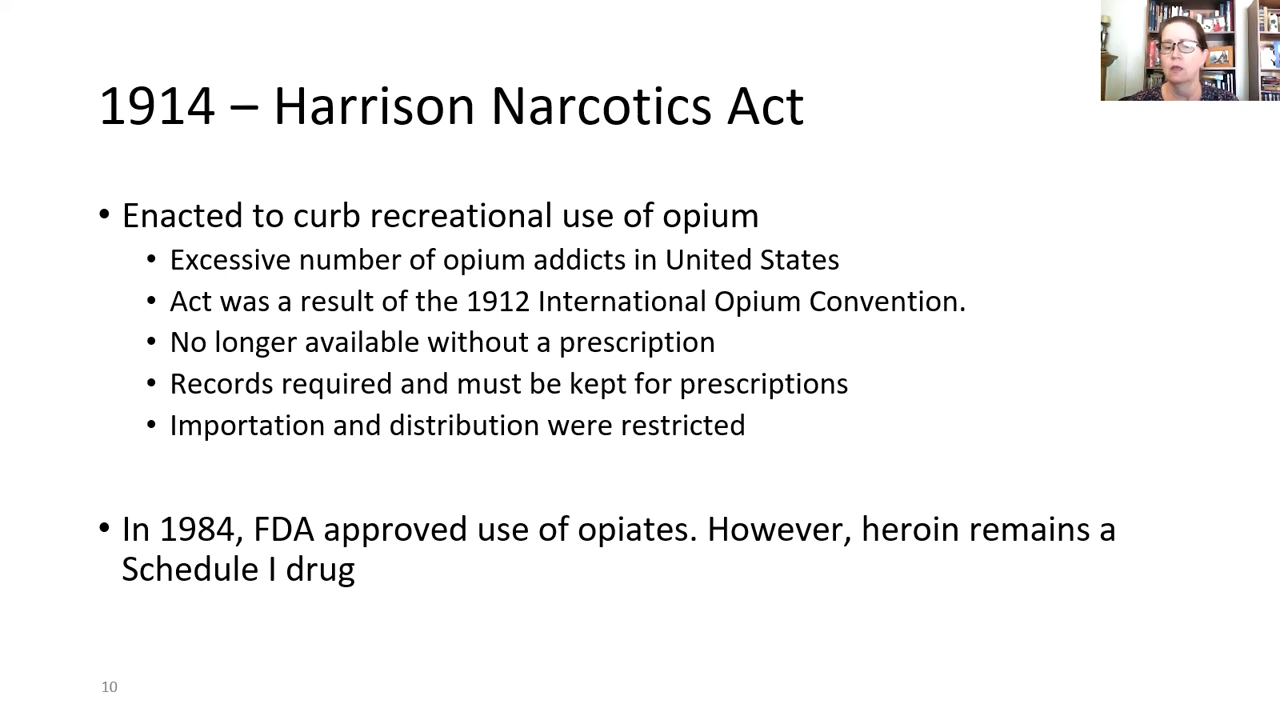 1914 – Harrison Narcotics Act
• Enacted to curb recreational use of opium
• Excessive number of opium addicts in United States
• Act was a result of the 1912 International Opium Convention.
• No longer available without a prescription
• Records required and must be kept for prescriptions
• Importation and distribution were restricted
• In 1984, FDA approved use of opiates. However, heroin remains a
Schedule I drug
10